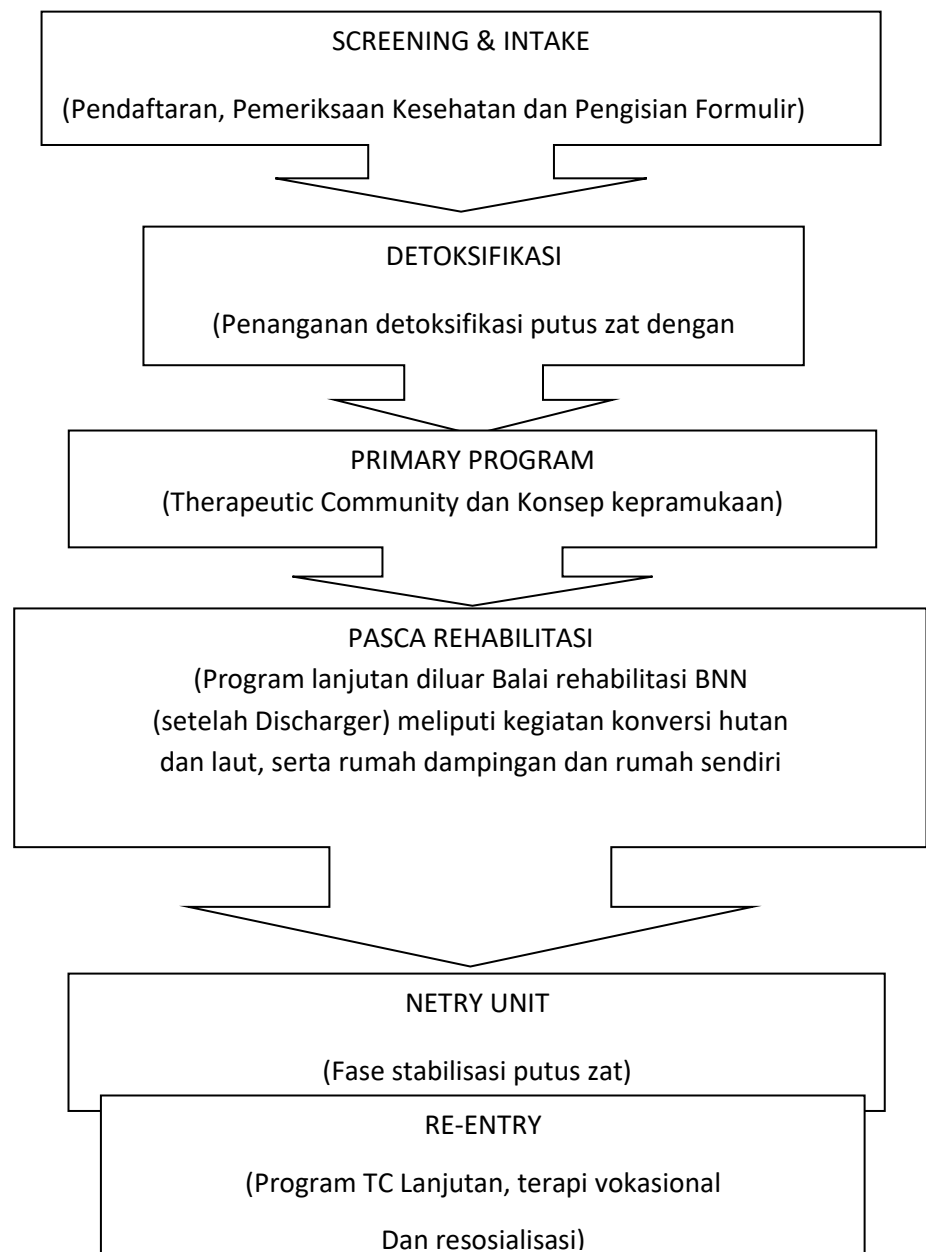 SCREENING & INTAKE
(Pendaftaran, Pemeriksaan Kesehatan dan Pengisian Formulir)
DETOKSIFIKASI
(Penanganan detoksifikasi putus zat dengan
PRIMARY PROGRAM
(Therapeutic Community dan Konsep kepramukaan)
PASCA REHABILITASI
(Program lanjutan diluar Balai rehabilitasi BNN
(setelah Discharger) meliputi kegiatan konversi hutan
dan laut, serta rumah dampingan dan rumah sendiri
NETRY UNIT
(Fase stabilisasi putus zat)
RE-ENTRY
(Program TC Lanjutan, terapi vokasional
Dan resosialisasi)